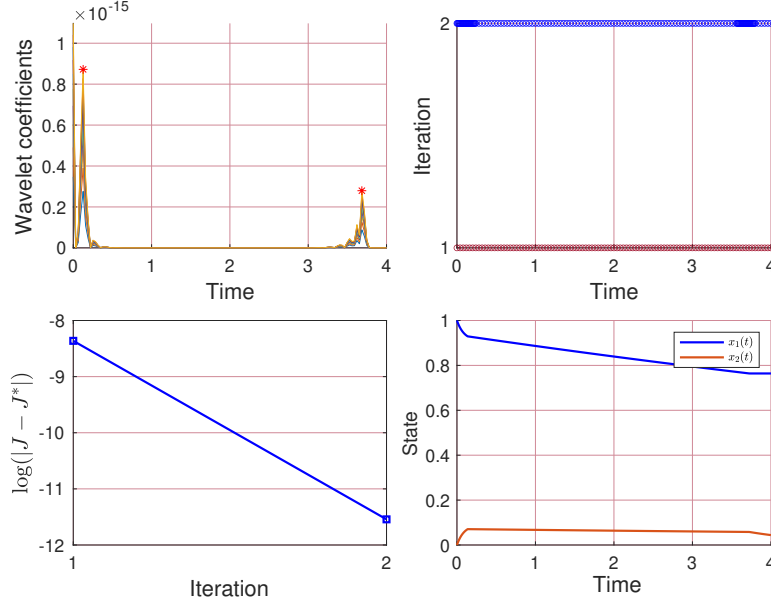 ×10^-15
1
0.8
0.6
0.4
0.2
0
Wavelet coefficients
0 1 2 3 4
Time
2
1
Iteration
0 1 2 3 4
Time
-8
-9
-10
-11
-12
log(|J − J*|)
1 2
Iteration
1
0.8
0.6
0.4
0.2
0
State
x₁(t)
x₂(t)
0 1 2 3 4
Time